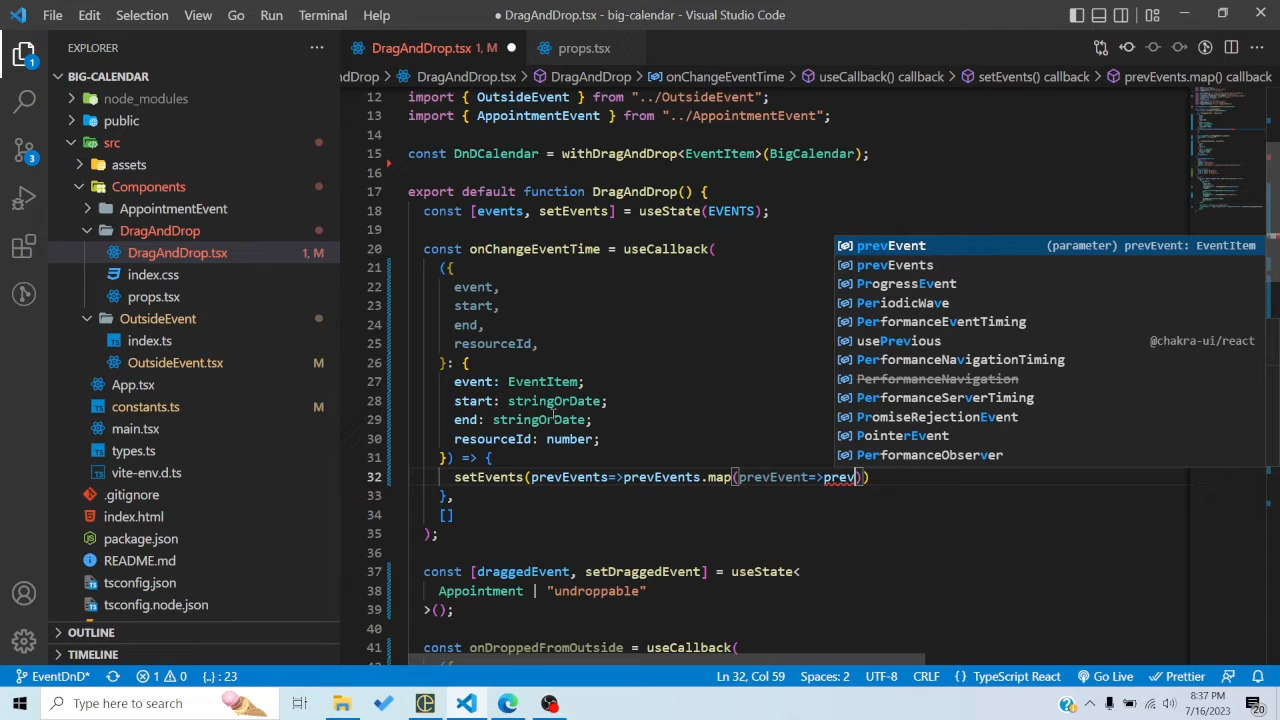 File Edit Selection View Go Run Terminal Help
● DragAndDrop.tsx - big-calendar - Visual Studio Code
EXPLORER
BIG-CALENDAR
node_modules
public
src
assets
Components
AppointmentEvent
DragAndDrop
DragAndDrop.tsx 1, M
index.css
props.tsx
OutsideEvent
index.ts
OutsideEvent.tsx M
App.tsx
constants.ts M
main.tsx
types.ts
vite-env.d.ts
.gitignore
index.html
package.json
README.md
tsconfig.json
tsconfig.node.json
OUTLINE
TIMELINE
1
3
DragAndDrop.tsx 1, M ●
props.tsx
ndDrop > DragAndDrop.tsx > DragAndDrop > onChangeEventTime > useCallback() callback > setEvents() callback > prevEvents.map() callback
12 import { OutsideEvent } from "../OutsideEvent";
13 import { AppointmentEvent } from "../AppointmentEvent";
14
15 const DnDCalendar = withDragAndDrop<EventItem>(BigCalendar);
16
17 export default function DragAndDrop() {
18 const [events, setEvents] = useState(EVENTS);
19
20 const onChangeEventTime = useCallback(
21 ({
22 event,
23 start,
24 end,
25 resourceId,
26 }: {
27 event: EventItem;
28 start: stringOrDate;
29 end: stringOrDate;
30 resourceId: number;
31 }) => {
32 setEvents(prevEvents=>prevEvents.map(prevEvent=>prev))
33 },
34 []
35 );
36
37 const [draggedEvent, setDraggedEvent] = useState<
38 Appointment | "undroppable"
39 >();
40
41 const onDroppedFromOutside = useCallback(
({
prevEvent (parameter) prevEvent: EventItem
prevEvents
ProgressEvent
PeriodicWave
PerformanceEventTiming
usePrevious @chakra-ui/react
PerformanceNavigationTiming
PerformanceNavigation
PerformanceServerTiming
PromiseRejectionEvent
PointerEvent
PerformanceObserver
EventDnD* 1 0 {..} : 23 Ln 32, Col 59 Spaces: 2 UTF-8 CRLF {} TypeScript React Go Live Prettier
Type here to search
8:37 PM
7/16/2023
20